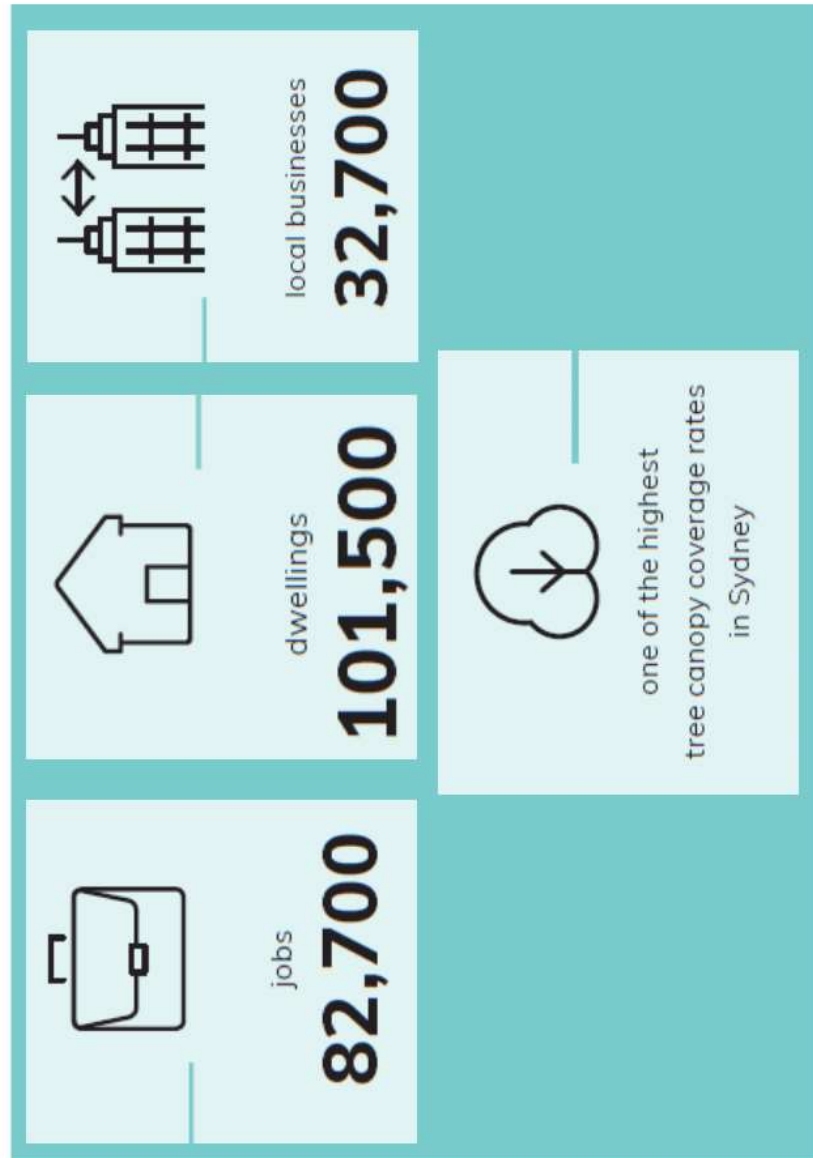 jobs
82,700
dwellings
101,500
local businesses
32,700
one of the highest
tree canopy coverage rates
in Sydney